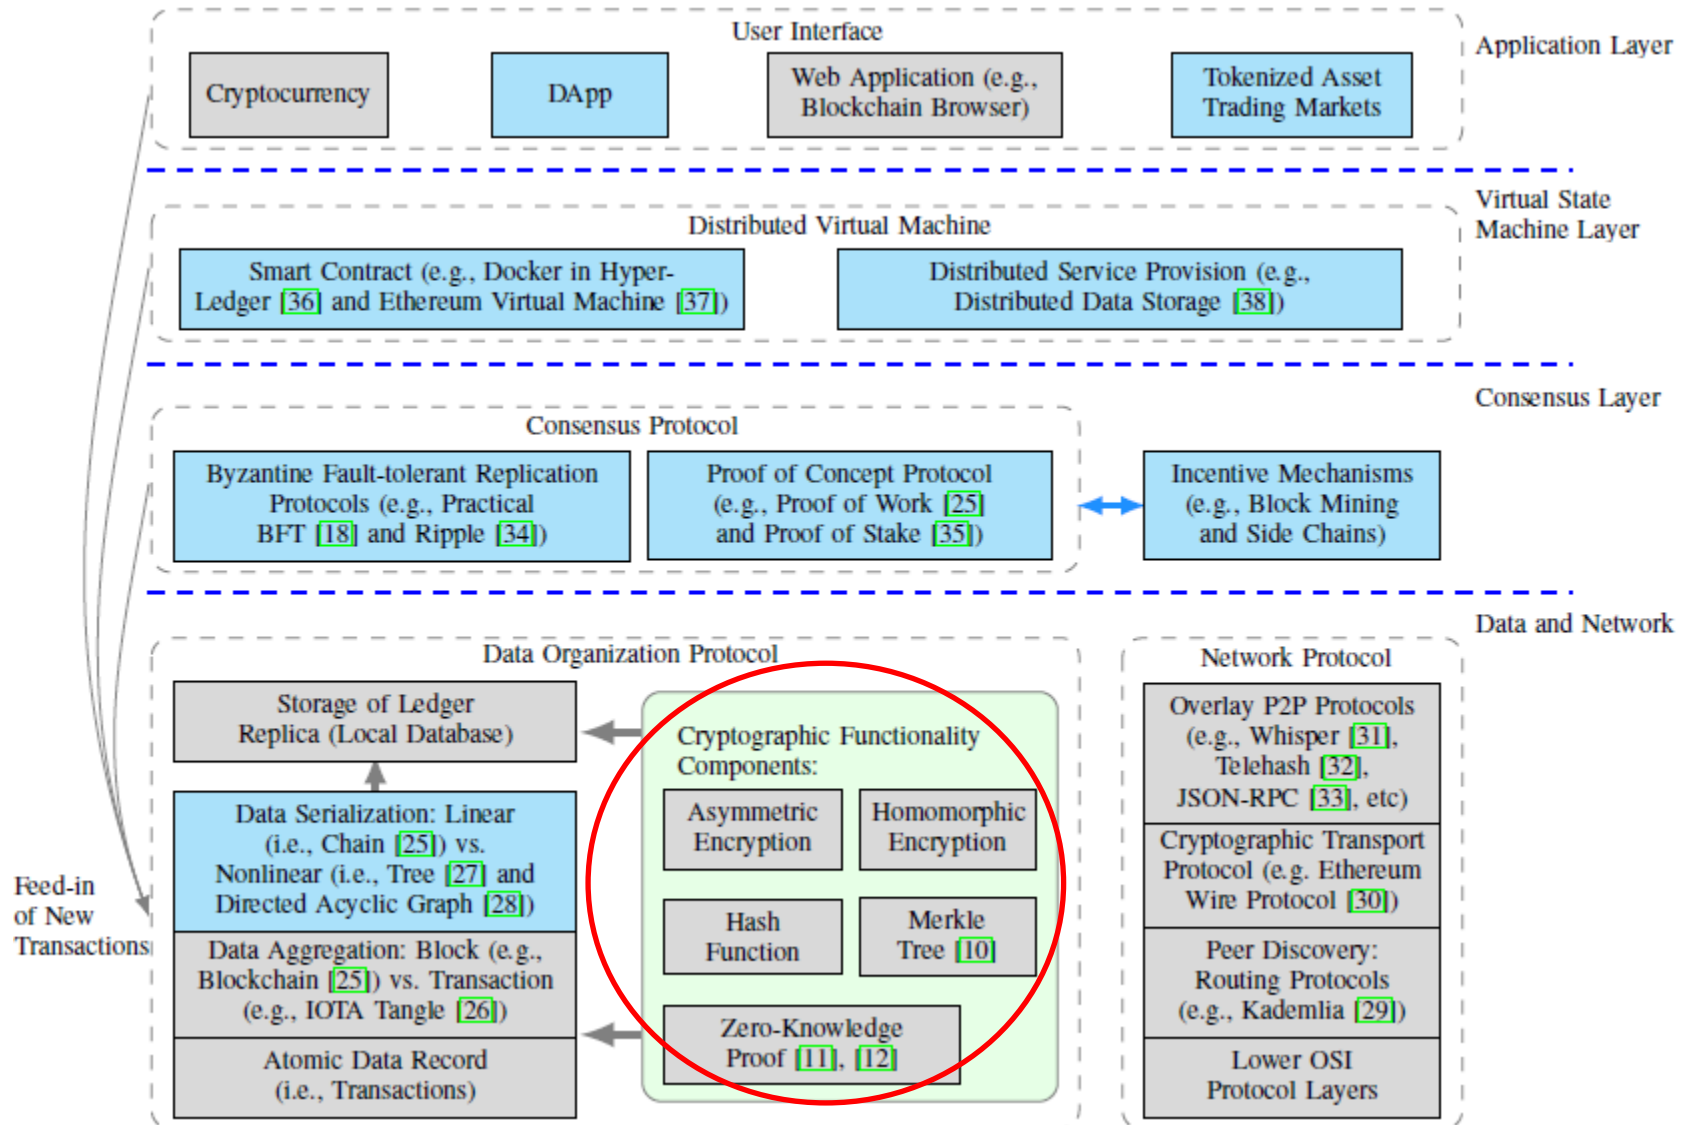 User Interface
Application Layer
Cryptocurrency
DApp
Web Application (e.g.,
Blockchain Browser)
Tokenized Asset
Trading Markets
Virtual State
Machine Layer
Distributed Virtual Machine
Smart Contract (e.g., Docker in Hyper-
Ledger [36] and Ethereum Virtual Machine [37])
Distributed Service Provision (e.g.,
Distributed Data Storage [38])
Consensus Layer
Consensus Protocol
Byzantine Fault-tolerant Replication
Protocols (e.g., Practical
BFT [18] and Ripple [34])
Proof of Concept Protocol
(e.g., Proof of Work [25]
and Proof of Stake [35])
Incentive Mechanisms
(e.g., Block Mining
and Side Chains)
Data and Network
Data Organization Protocol
Storage of Ledger
Replica (Local Database)
Data Serialization: Linear
(i.e., Chain [25]) vs.
Nonlinear (i.e., Tree [27] and
Directed Acyclic Graph [28])
Data Aggregation: Block (e.g.,
Blockchain [25]) vs. Transaction
(e.g., IOTA Tangle [26])
Atomic Data Record
(i.e., Transactions)
Feed-in
of New
Transactions
Cryptographic Functionality
Components:
Asymmetric
Encryption
Homomorphic
Encryption
Hash
Function
Merkle
Tree [10]
Zero-Knowledge
Proof [11], [12]
Network Protocol
Overlay P2P Protocols
(e.g., Whisper [31],
Telehash [32],
JSON-RPC [33], etc)
Cryptographic Transport
Protocol (e.g. Ethereum
Wire Protocol [30])
Peer Discovery:
Routing Protocols
(e.g., Kademlia [29])
Lower OSI
Protocol Layers